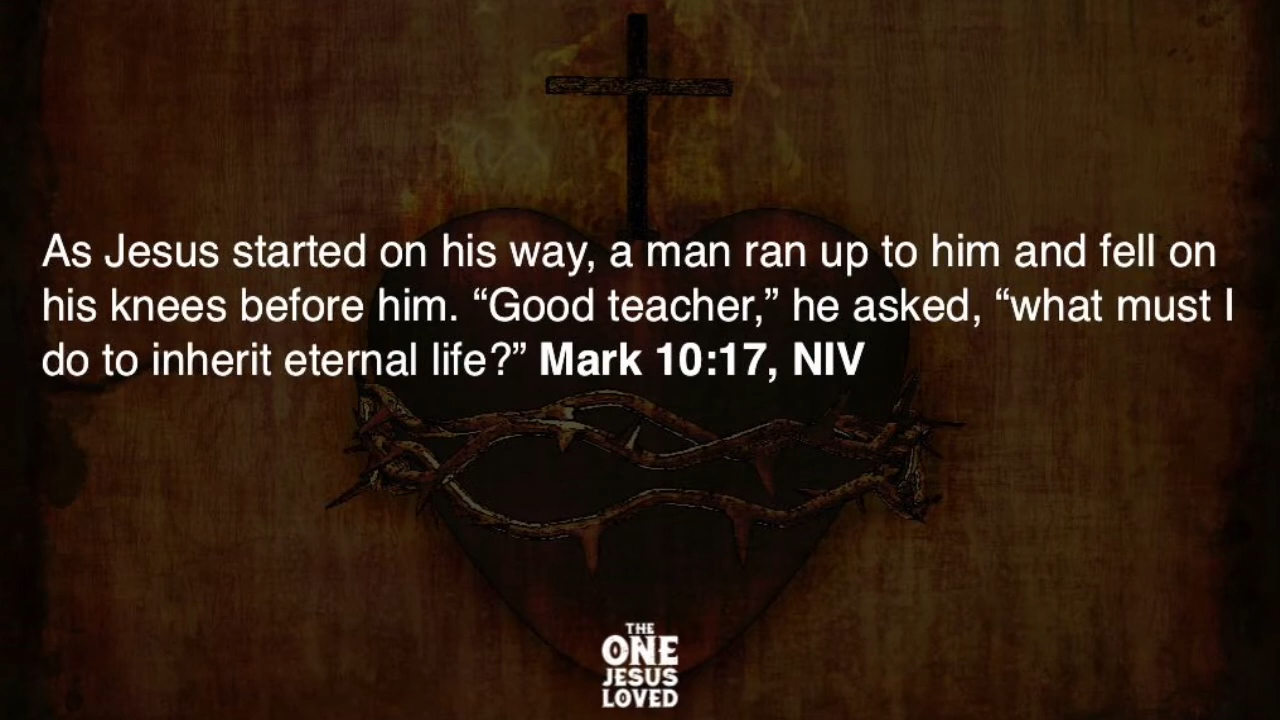 As Jesus started on his way, a man ran up to him and fell on
his knees before him. “Good teacher,” he asked, “what must I
do to inherit eternal life?” Mark 10:17, NIV
THE
ONE
JESUS
LOVED